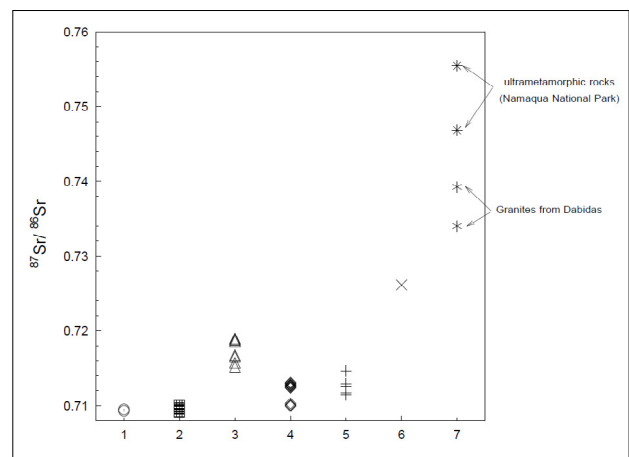 0.76
0.75
0.74
0.73
0.72
0.71
⁸⁷Sr/ ⁸⁶Sr
1 2 3 4 5 6 7
ultrametamorphic rocks
(Namaqua National Park)
Granites from Dabidas